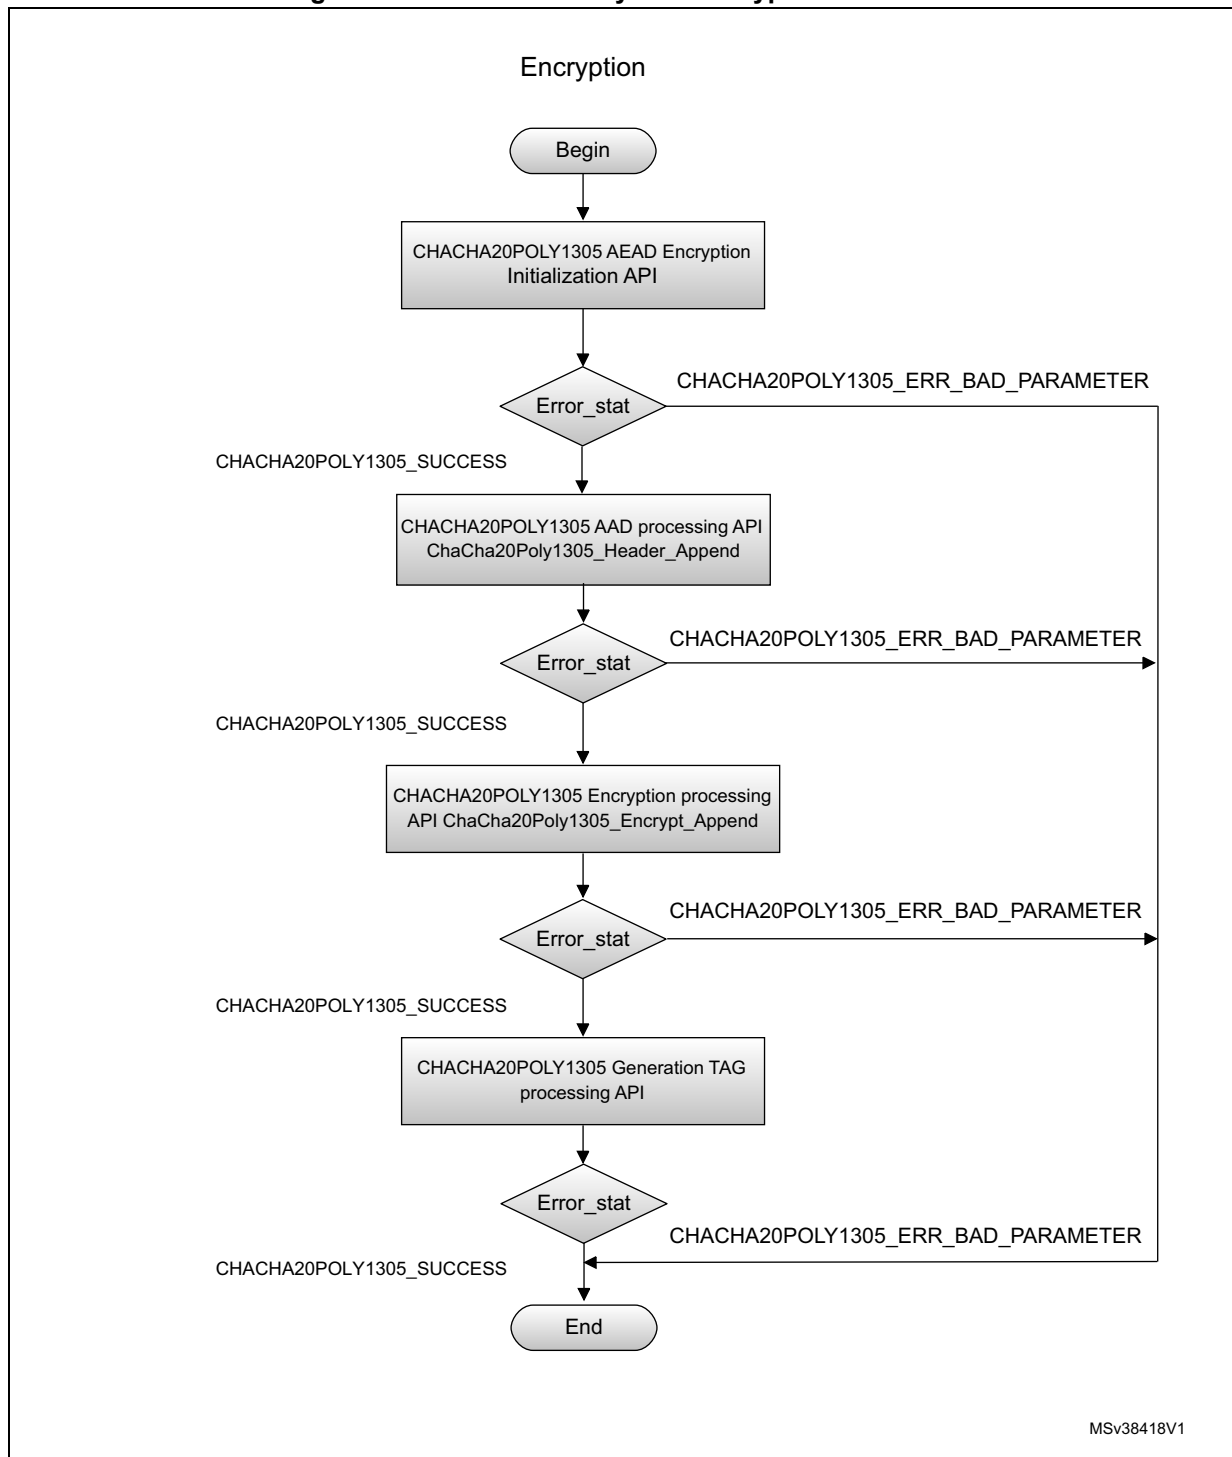 Encryption
Begin
CHACHA20POLY1305 AEAD Encryption
Initialization API
CHACHA20POLY1305_ERR_BAD_PARAMETER
Error_stat
CHACHA20POLY1305_SUCCESS
CHACHA20POLY1305 AAD processing API
ChaCha20Poly1305_Header_Append
CHACHA20POLY1305_ERR_BAD_PARAMETER
Error_stat
CHACHA20POLY1305_SUCCESS
CHACHA20POLY1305 Encryption processing
API ChaCha20Poly1305_Encrypt_Append
CHACHA20POLY1305_ERR_BAD_PARAMETER
Error_stat
CHACHA20POLY1305_SUCCESS
CHACHA20POLY1305 Generation TAG
processing API
Error_stat
CHACHA20POLY1305_ERR_BAD_PARAMETER
CHACHA20POLY1305_SUCCESS
End
MSv38418V1